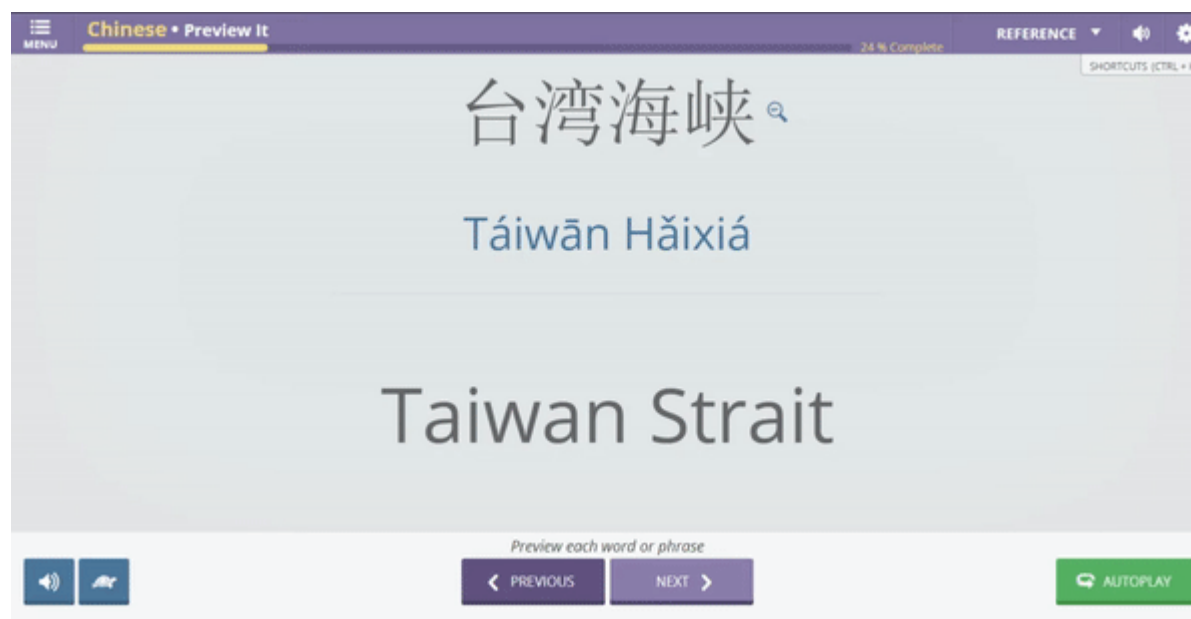 MENU
Chinese • Preview It
24 % Complete
REFERENCE
SHORTCUTS (CTRL +
台湾海峡
Táiwān Hǎixiá
Taiwan Strait
Preview each word or phrase
PREVIOUS
NEXT
AUTOPLAY